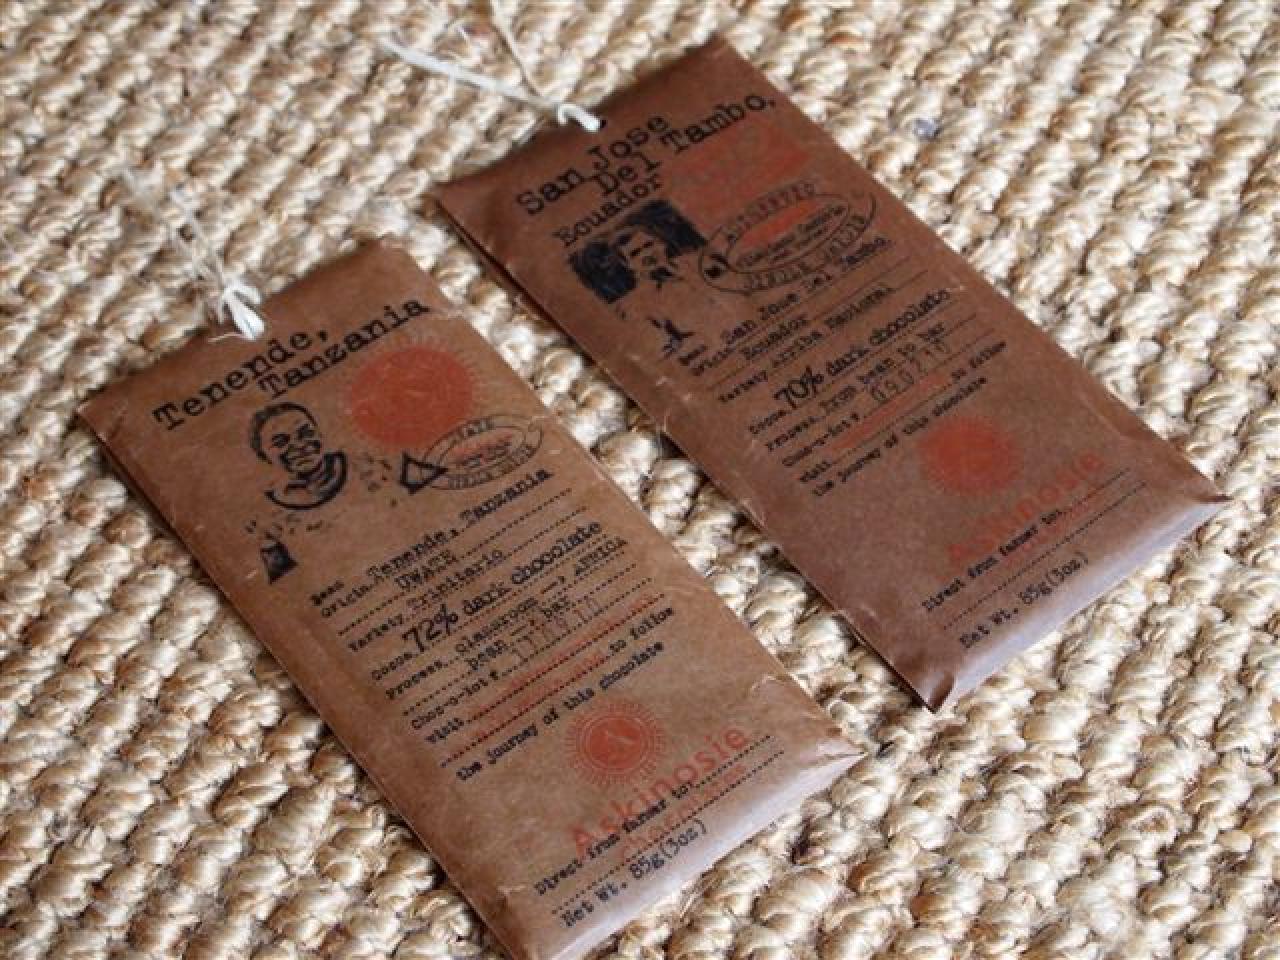 Tenende,
Tanzania
Bean
Origin Tenende, Tanzania
UWATE
Variety Trinitario
Cocoa 72% dark chocolate
Process classroom → AFRICA
bean → bar
Choc-o-lot #
Visit to follow
the journey of this chocolate
A
Askinosie
Direct from farmer to
Net Wt. 85g(3oz)
San Jose
Del Tambo,
Ecuador
Bean
Origin San Jose Del Tambo,
Ecuador
Variety Arriba Nacional
Cocoa 70% dark chocolate
Process from bean to bar
Choc-o-lot # 090210
Visit to follow
the journey of this chocolate
Askinosie
Direct from farmer to
Net Wt. 85g(3oz)